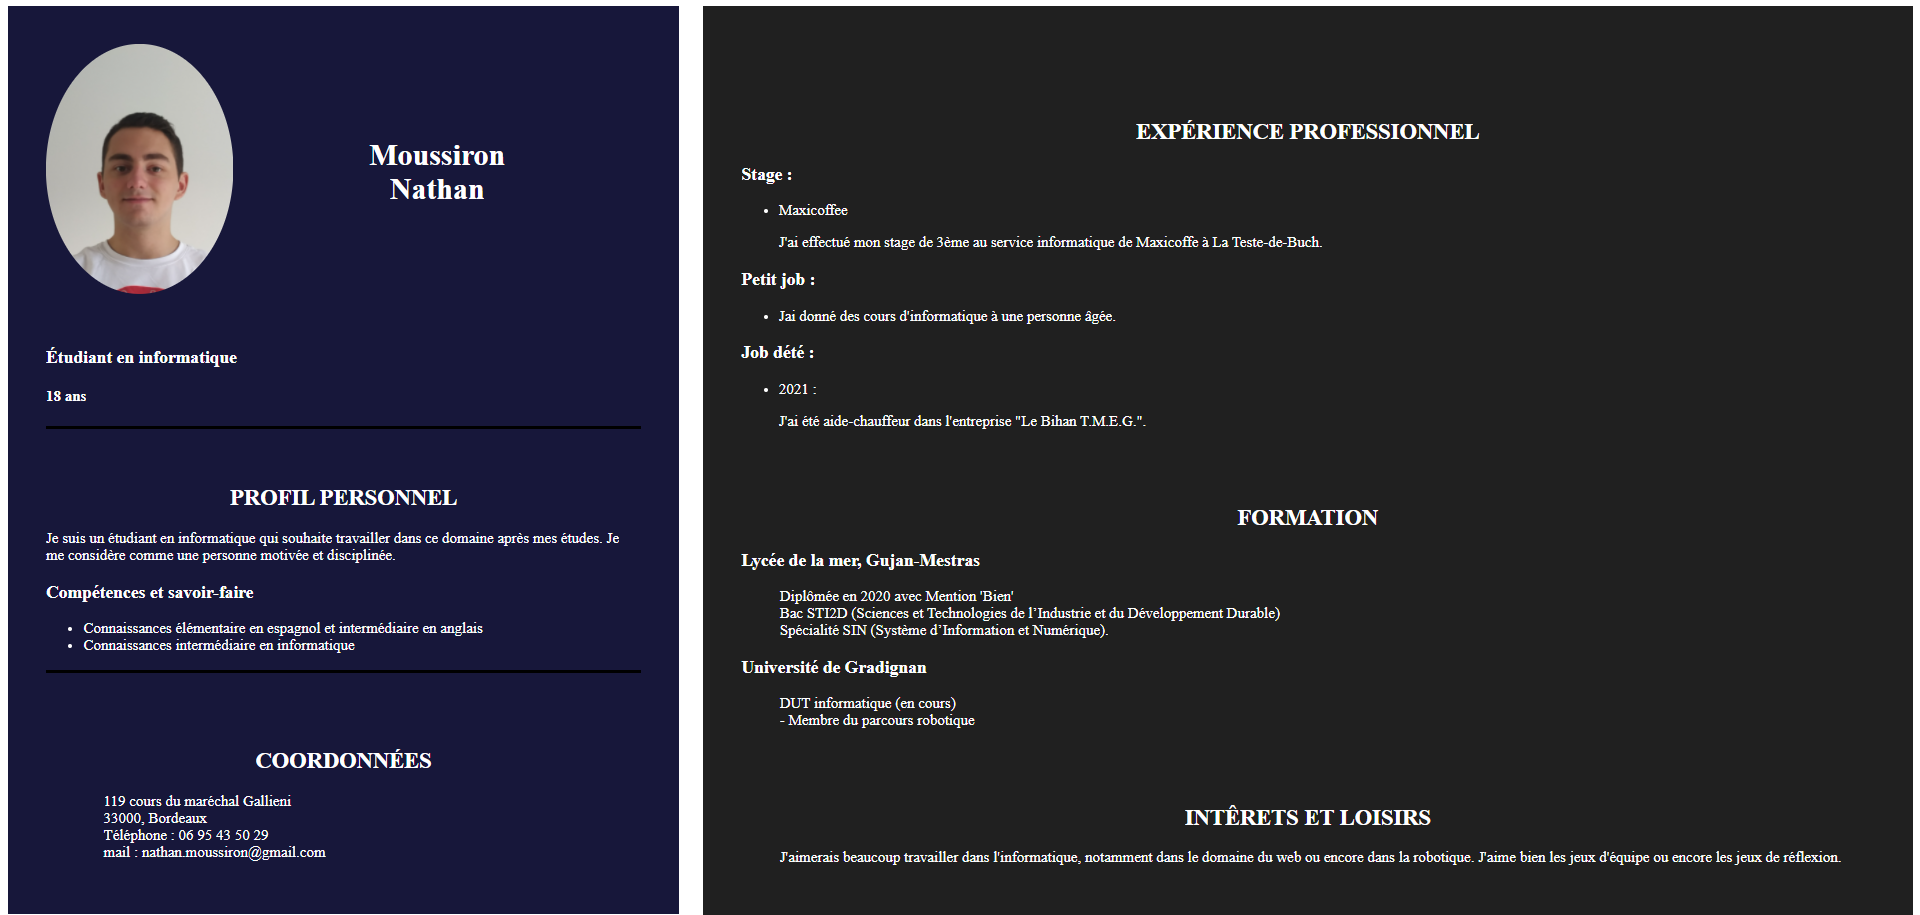 Moussiron
Nathan
Étudiant en informatique
18 ans
PROFIL PERSONNEL
Je suis un étudiant en informatique qui souhaite travailler dans ce domaine après mes études. Je
me considère comme une personne motivée et disciplinée.
Compétences et savoir-faire
• Connaissances élémentaire en espagnol et intermédiaire en anglais
• Connaissances intermédiaire en informatique
COORDONNÉES
119 cours du maréchal Gallieni
33000, Bordeaux
Téléphone : 06 95 43 50 29
mail : nathan.moussiron@gmail.com
EXPÉRIENCE PROFESSIONNEL
Stage :
• Maxicoffee
J'ai effectué mon stage de 3ème au service informatique de Maxicoffe à La Teste-de-Buch.
Petit job :
• Jai donné des cours d'informatique à une personne âgée.
Job dété :
• 2021 :
J'ai été aide-chauffeur dans l'entreprise "Le Bihan T.M.E.G.".
FORMATION
Lycée de la mer, Gujan-Mestras
Diplômée en 2020 avec Mention 'Bien'
Bac STI2D (Sciences et Technologies de l’Industrie et du Développement Durable)
Spécialité SIN (Système d’Information et Numérique).
Université de Gradignan
DUT informatique (en cours)
- Membre du parcours robotique
INTÊRETS ET LOISIRS
J'aimerais beaucoup travailler dans l'informatique, notamment dans le domaine du web ou encore dans la robotique. J'aime bien les jeux d'équipe ou encore les jeux de réflexion.